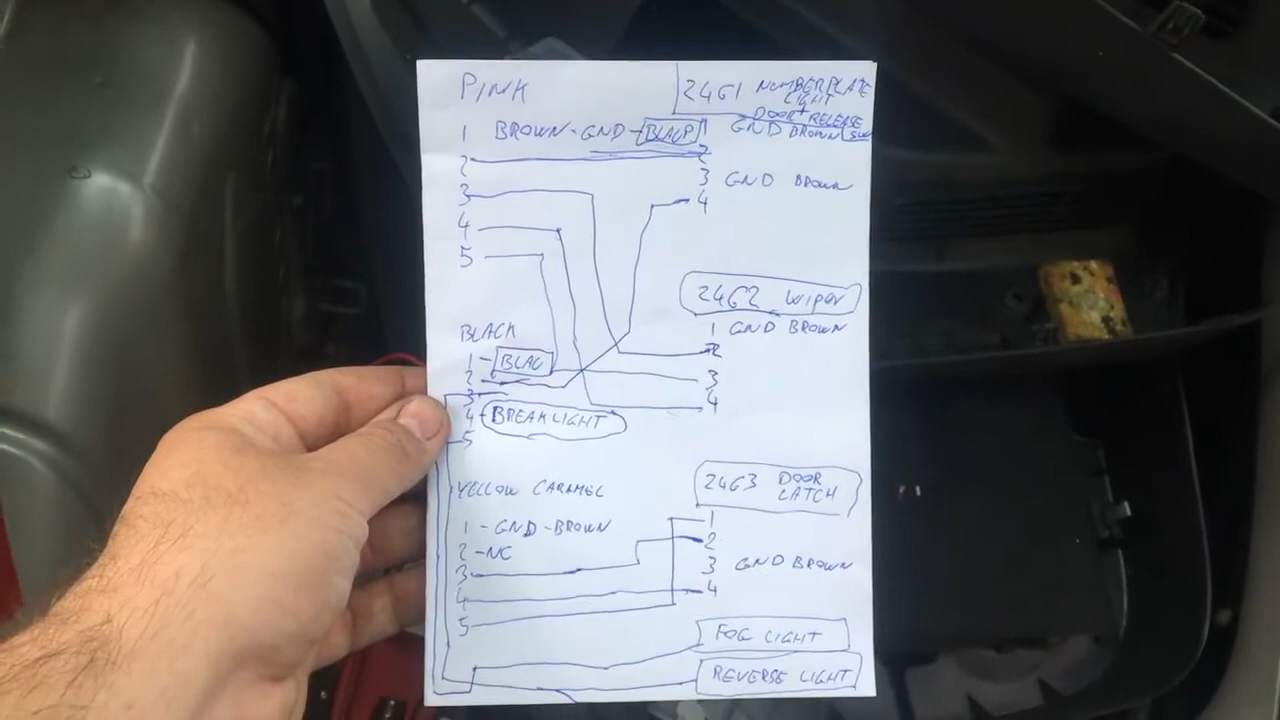 PINK
2461 NUMBERPLATE
LIGHT
+
DOOR RELEASE
1 BROWN-GND-BLACP 1 GND BROWN
2 2
3 3 GND BROWN
4 4
5
2462 WIPER
BLACK
1 GND BROWN
1 - BLAC 2
2 3
3 4
4 - BREAKLIGHT
5
2463 DOOR
LATCH
YELLOW CARAMEL
1 - GND - BROWN 1
2 - NC 2
3 3 GND BROWN
4 4
5
FOG LIGHT
REVERSE LIGHT